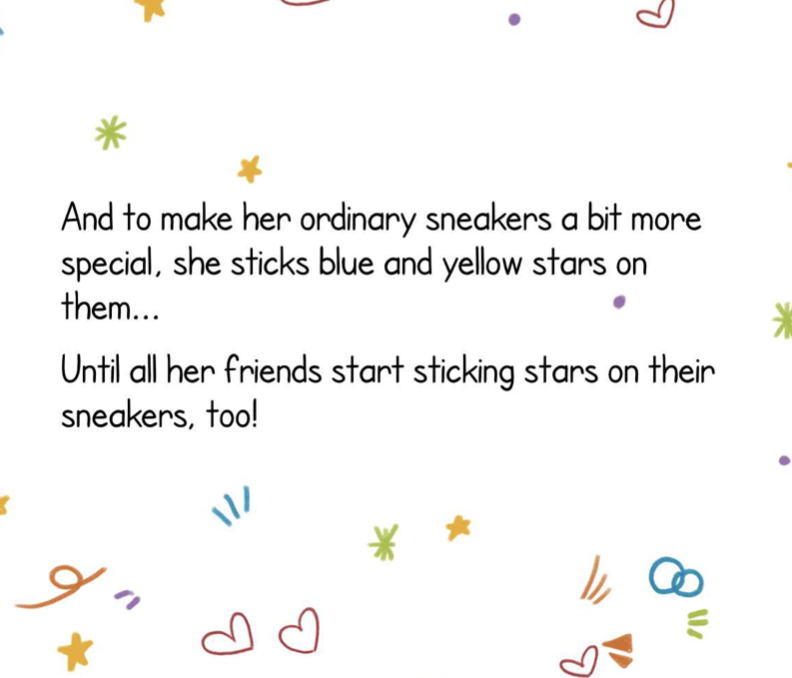 And to make her ordinary sneakers a bit more
special, she sticks blue and yellow stars on
them...
Until all her friends start sticking stars on their
sneakers, too!